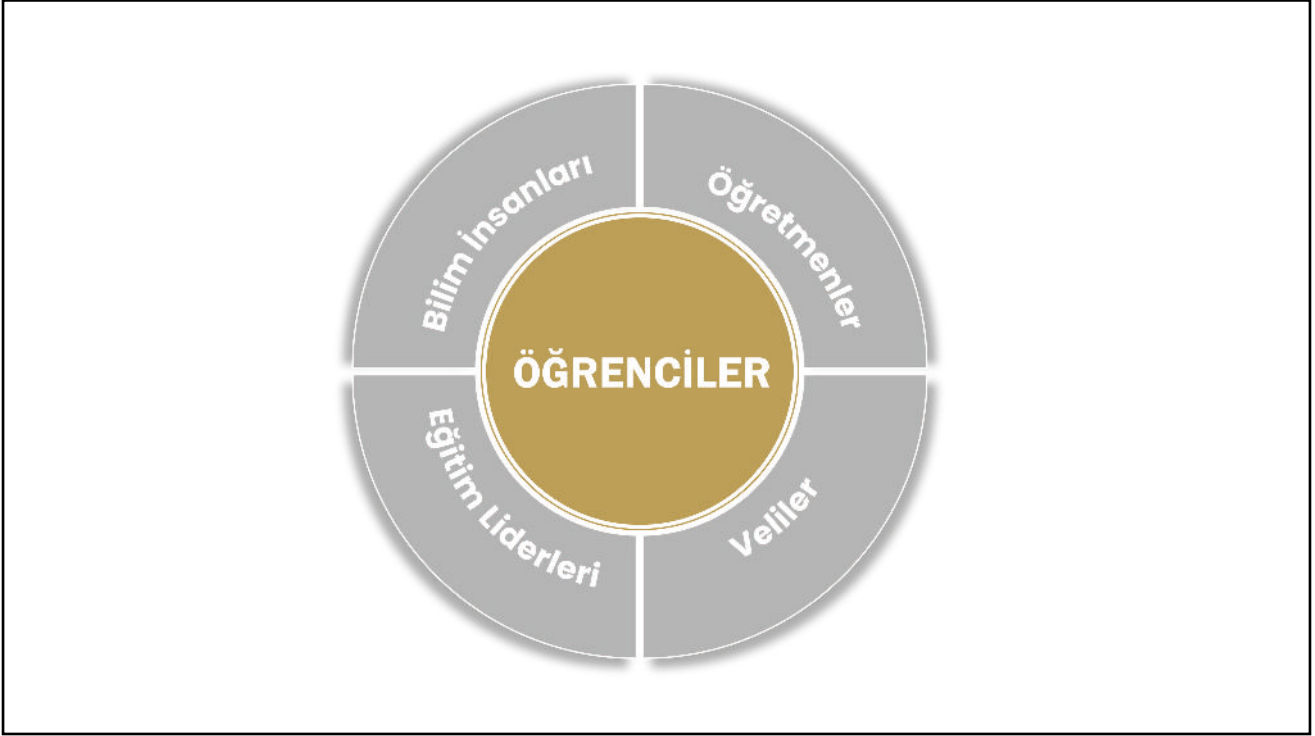 Bilim İnsanları
Öğretmenler
ÖĞRENCİLER
Eğitim Liderleri
Veliler